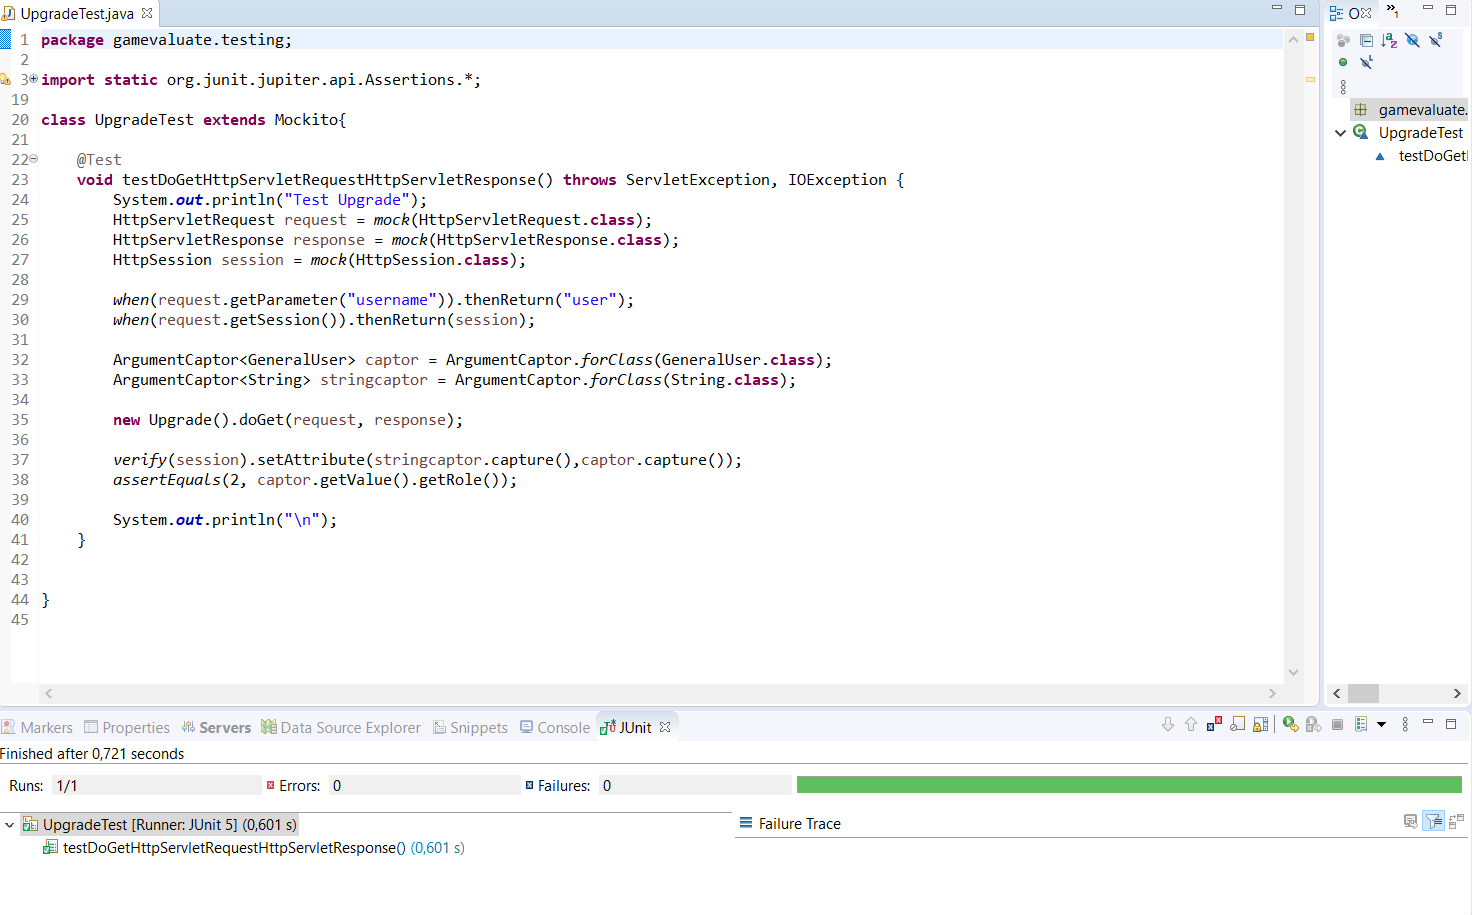 UpgradeTest.java
1 package gamevaluate.testing;
2
3 import static org.junit.jupiter.api.Assertions.*;
19
20 class UpgradeTest extends Mockito{
21
22 @Test
23 void testDoGetHttpServletRequestHttpServletResponse() throws ServletException, IOException {
24 System.out.println("Test Upgrade");
25 HttpServletRequest request = mock(HttpServletRequest.class);
26 HttpServletResponse response = mock(HttpServletResponse.class);
27 HttpSession session = mock(HttpSession.class);
28
29 when(request.getParameter("username")).thenReturn("user");
30 when(request.getSession()).thenReturn(session);
31
32 ArgumentCaptor<GeneralUser> captor = ArgumentCaptor.forClass(GeneralUser.class);
33 ArgumentCaptor<String> stringcaptor = ArgumentCaptor.forClass(String.class);
34
35 new Upgrade().doGet(request, response);
36
37 verify(session).setAttribute(stringcaptor.capture(),captor.capture());
38 assertEquals(2, captor.getValue().getRole());
39
40 System.out.println("\n");
41 }
42
43
44 }
45
O
»1
gamevaluate.
UpgradeTest
testDoGet
Markers Properties Servers Data Source Explorer Snippets Console JUnit
Finished after 0,721 seconds
Runs: 1/1 Errors: 0 Failures: 0
UpgradeTest [Runner: JUnit 5] (0,601 s)
testDoGetHttpServletRequestHttpServletResponse() (0,601 s)
Failure Trace